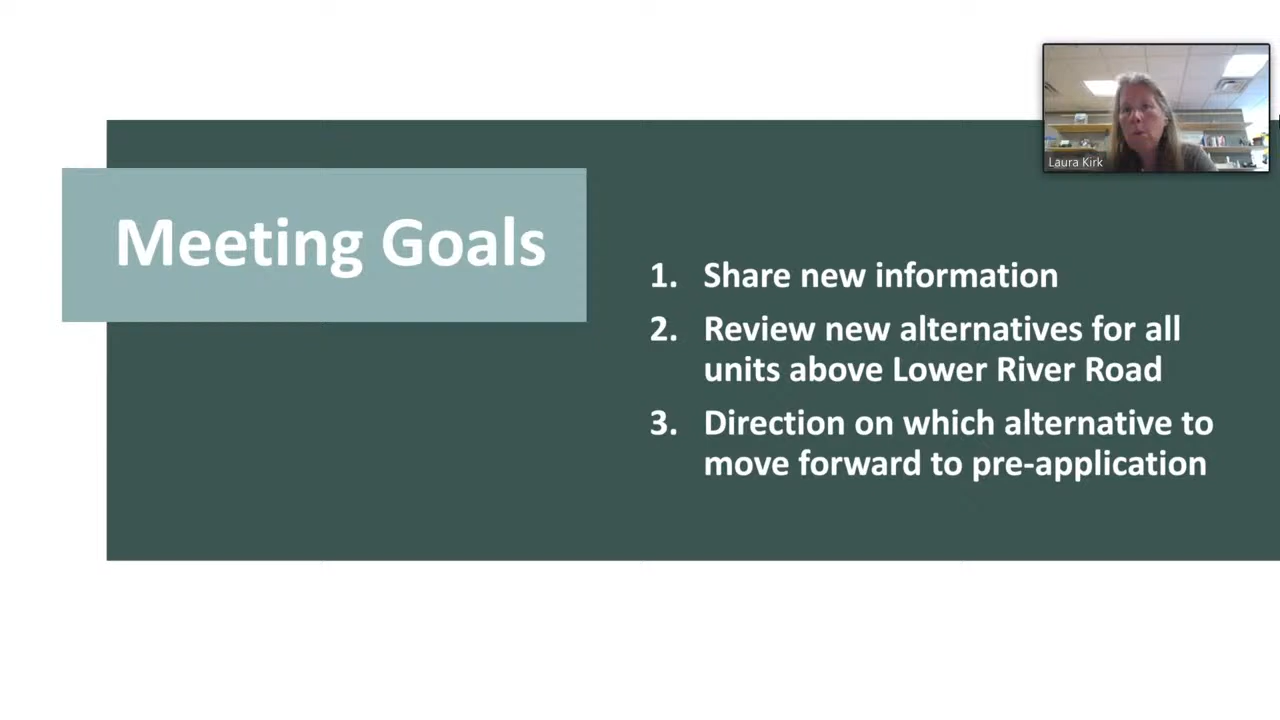 Laura Kirk
Meeting Goals
1. Share new information
2. Review new alternatives for all
units above Lower River Road
3. Direction on which alternative to
move forward to pre-application